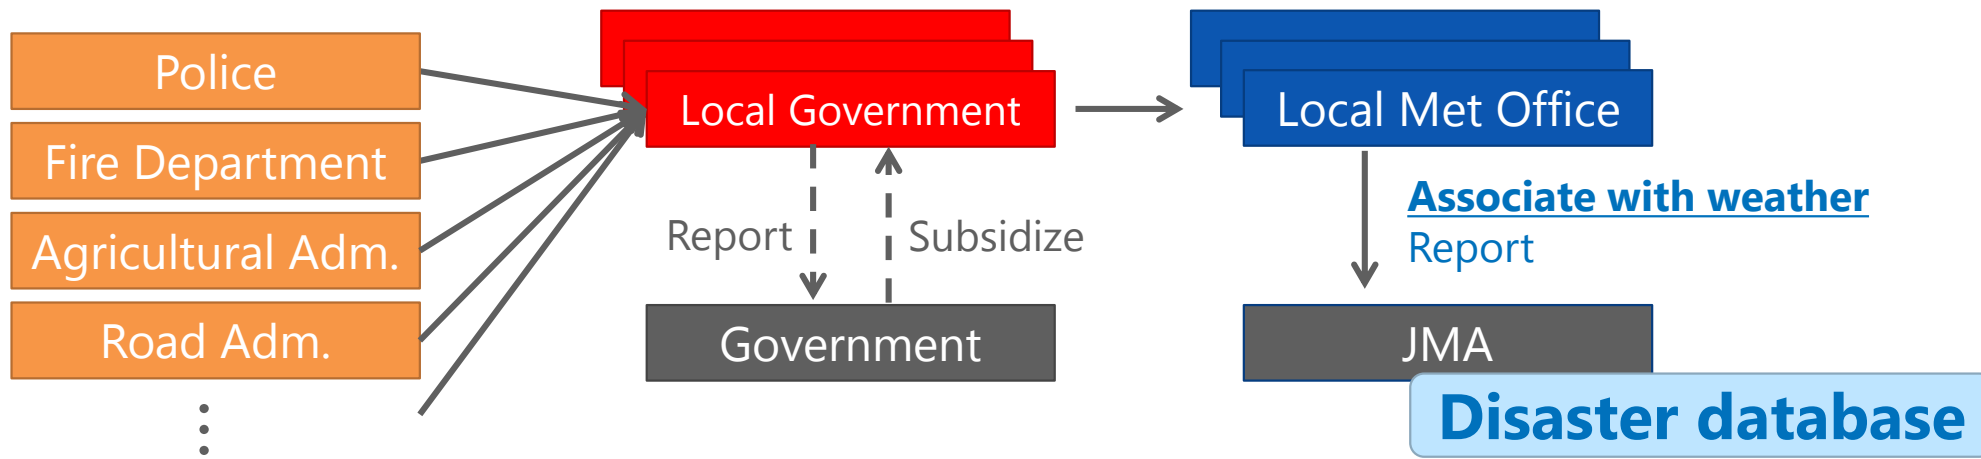 Police
Fire Department
Agricultural Adm.
Road Adm.
Local Government
Report
Subsidize
Government
Local Met Office
Associate with weather
Report
JMA
Disaster database